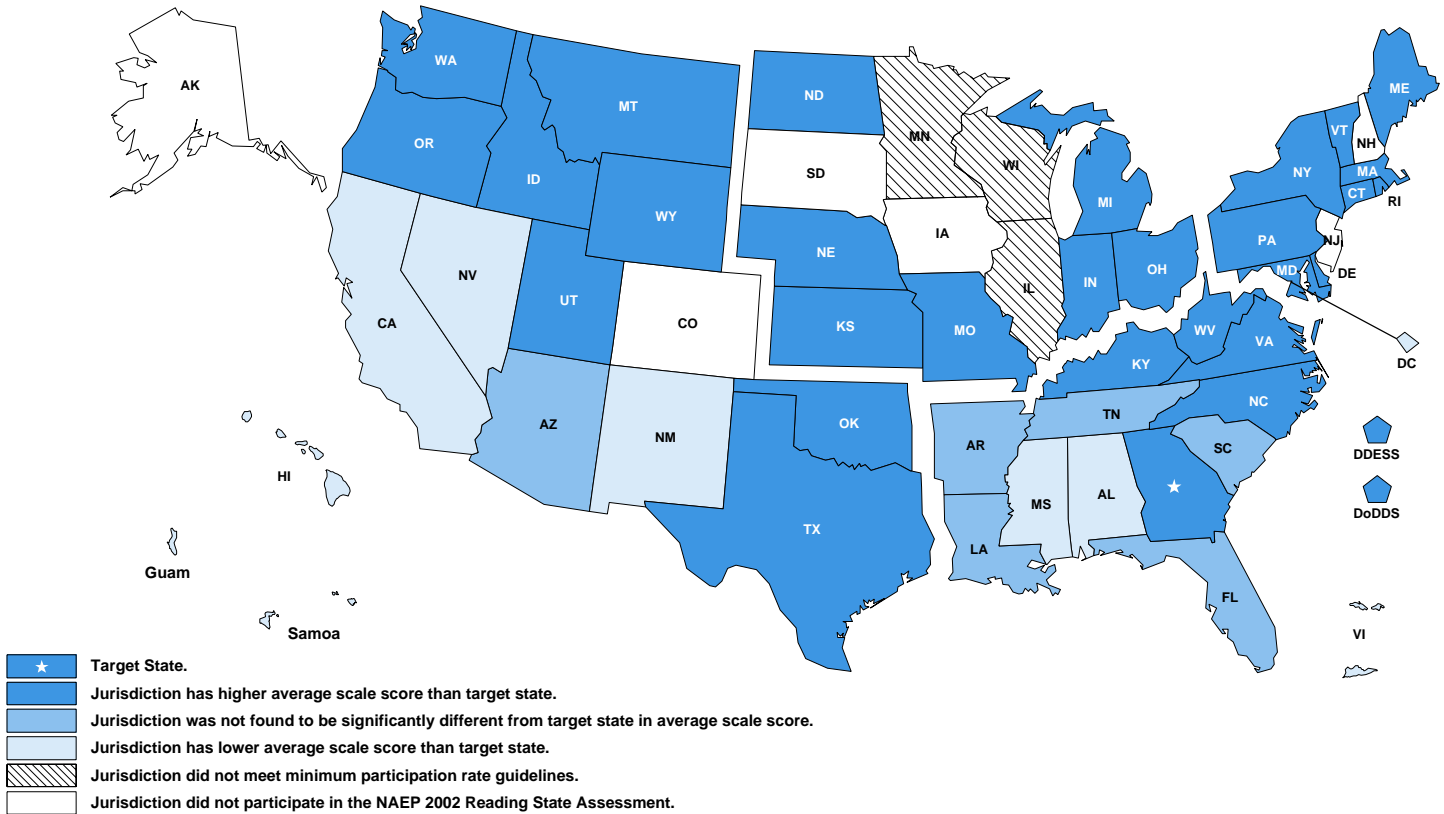 WA
AK
MT
ND
ME
MN
VT
OR
NH
WI
SD
ID
NY
MA
WY
CT
MI
RI
IA
PA
NJ
NE
OH
MD
DE
NV
IN
IL
UT
CA
CO
KS
MO
WV
VA
KY
DC
NC
TN
AZ
OK
NM
AR
SC
DDESS
HI
MS
AL
DoDDS
TX
LA
Guam
FL
Samoa
VI
Target State.
Jurisdiction has higher average scale score than target state.
Jurisdiction was not found to be significantly different from target state in average scale score.
Jurisdiction has lower average scale score than target state.
Jurisdiction did not meet minimum participation rate guidelines.
Jurisdiction did not participate in the NAEP 2002 Reading State Assessment.